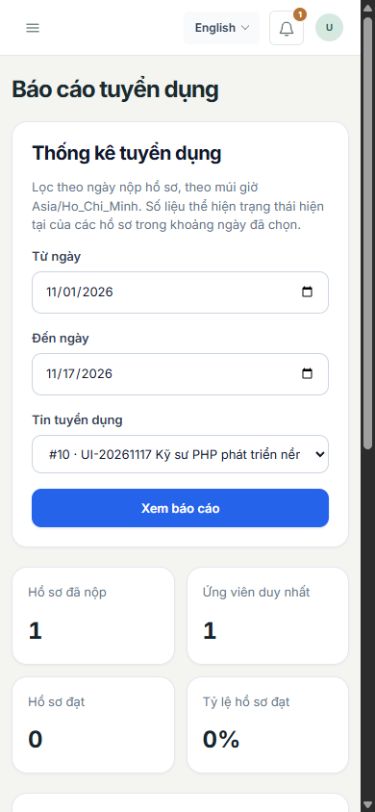 English
1
U
Báo cáo tuyển dụng
Thống kê tuyển dụng
Lọc theo ngày nộp hồ sơ, theo múi giờ
Asia/Ho_Chi_Minh. Số liệu thể hiện trạng thái hiện
tại của các hồ sơ trong khoảng ngày đã chọn.
Từ ngày
11/01/2026
Đến ngày
11/17/2026
Tin tuyển dụng
#10 · UI-20261117 Kỹ sư PHP phát triển nền
Xem báo cáo
Hồ sơ đã nộp
Ứng viên duy nhất
1
1
Hồ sơ đạt
Tỷ lệ hồ sơ đạt
0
0%